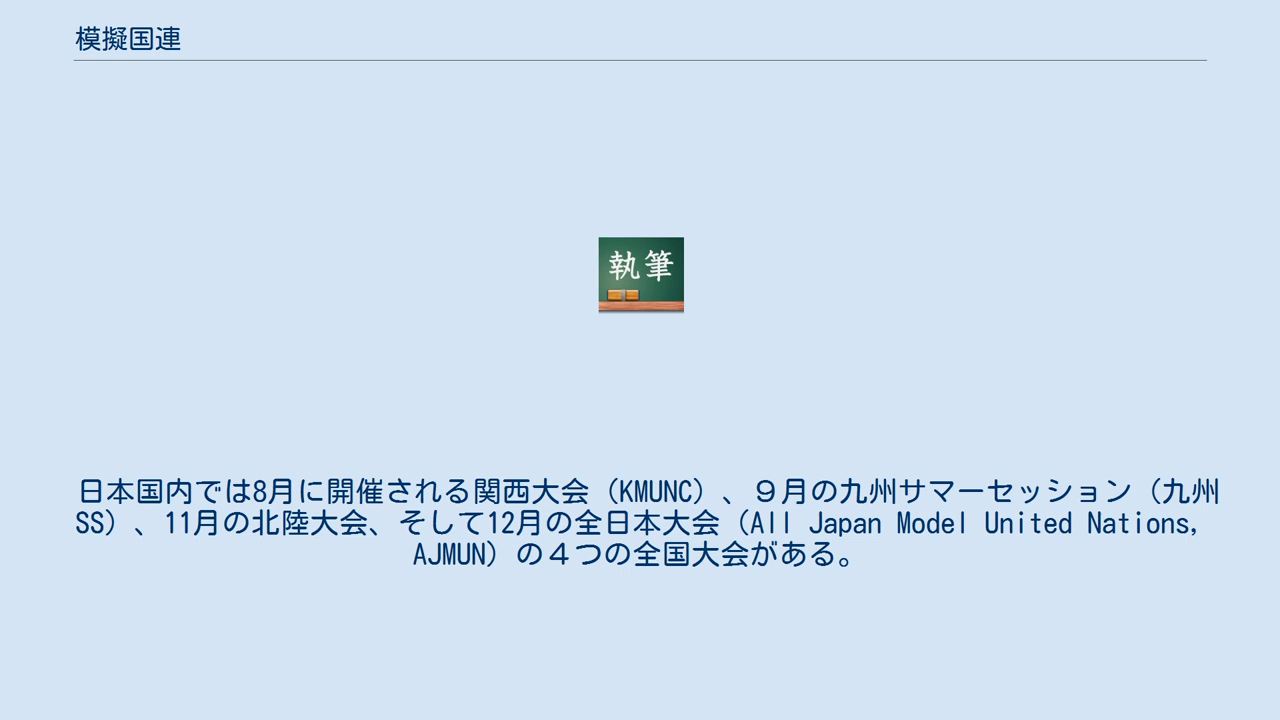 模擬国連
執筆
日本国内では8月に開催される関西大会（KMUNC）、９月の九州サマーセッション（九州
SS）、11月の北陸大会、そして12月の全日本大会（All Japan Model United Nations,
AJMUN）の４つの全国大会がある。